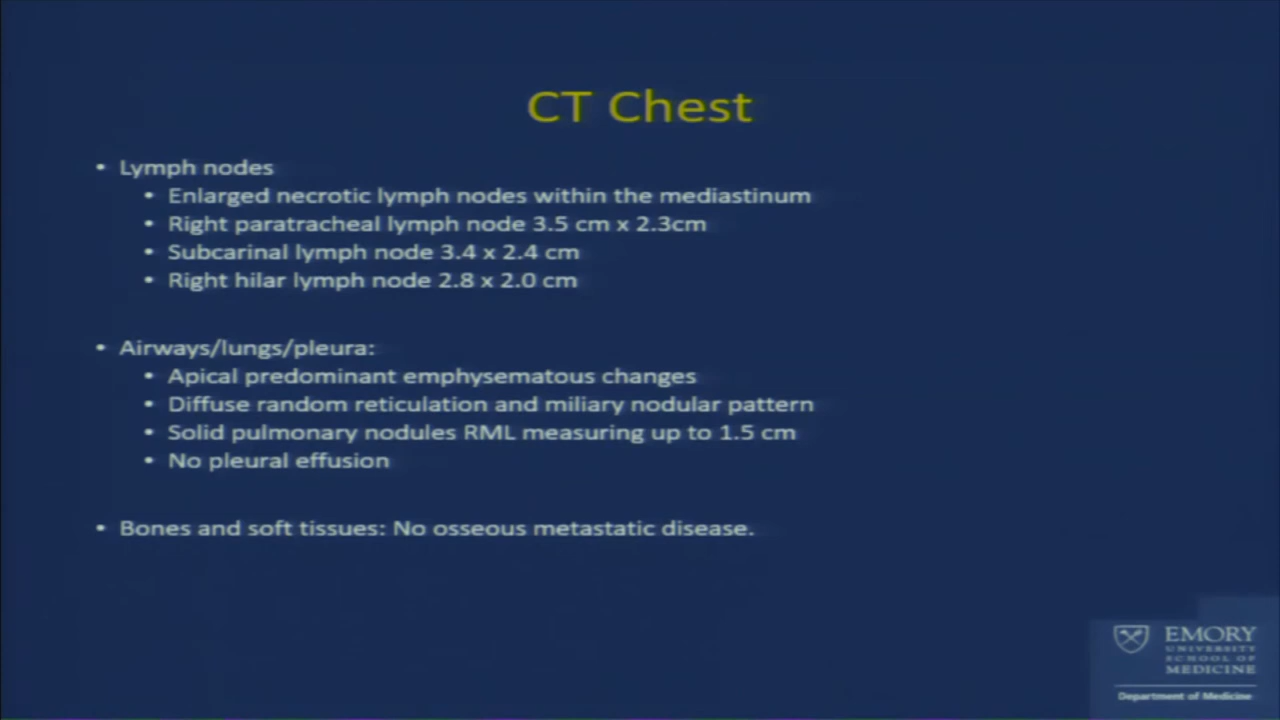 CT Chest
• Lymph nodes
• Enlarged necrotic lymph nodes within the mediastinum
• Right paratracheal lymph node 3.5 cm x 2.3cm
• Subcarinal lymph node 3.4 x 2.4 cm
• Right hilar lymph node 2.8 x 2.0 cm
• Airways/lungs/pleura:
• Apical predominant emphysematous changes
• Diffuse random reticulation and miliary nodular pattern
• Solid pulmonary nodules RML measuring up to 1.5 cm
• No pleural effusion
• Bones and soft tissues: No osseous metastatic disease.
EMORY
UNIVERSITY
SCHOOL OF
MEDICINE
Department of Medicine